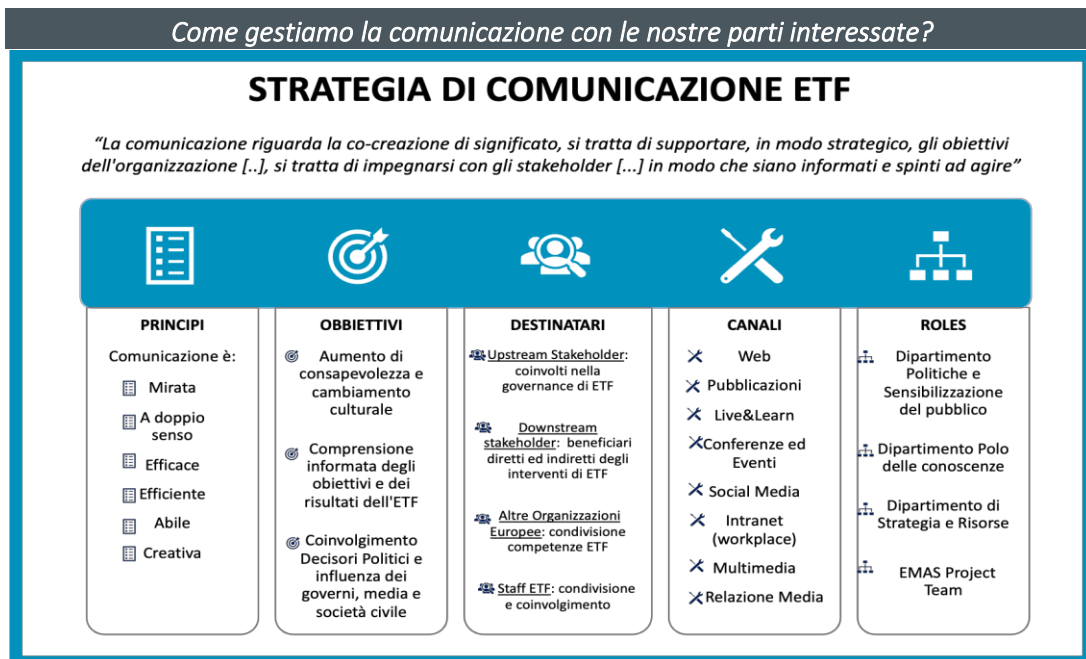 Come gestiamo la comunicazione con le nostre parti interessate?
STRATEGIA DI COMUNICAZIONE ETF
“La comunicazione riguarda la co-creazione di significato, si tratta di supportare, in modo strategico, gli obiettivi
dell'organizzazione [..], si tratta di impegnarsi con gli stakeholder [...] in modo che siano informati e spinti ad agire”
PRINCIPI
Comunicazione è:
Mirata
A doppio
senso
Efficace
Efficiente
Abile
Creativa
OBBIETTIVI
Aumento di
consapevolezza e
cambiamento
culturale
Comprensione
informata degli
obiettivi e dei
risultati dell'ETF
Coinvolgimento
Decisori Politici e
influenza dei
governi, media e
società civile
DESTINATARI
Upstream Stakeholder:
coinvolti nella
governance di ETF
Downstream
stakeholder: beneficiari
diretti ed indiretti degli
interventi di ETF
Altre Organizzazioni
Europee: condivisione
competenze ETF
Staff ETF: condivisione
e coinvolgimento
CANALI
Web
Pubblicazioni
Live&Learn
Conferenze ed
Eventi
Social Media
Intranet
(workplace)
Multimedia
Relazione Media
ROLES
Dipartimento
Politiche e
Sensibilizzazione
del pubblico
Dipartimento Polo
delle conoscenze
Dipartimento di
Strategia e Risorse
EMAS Project
Team